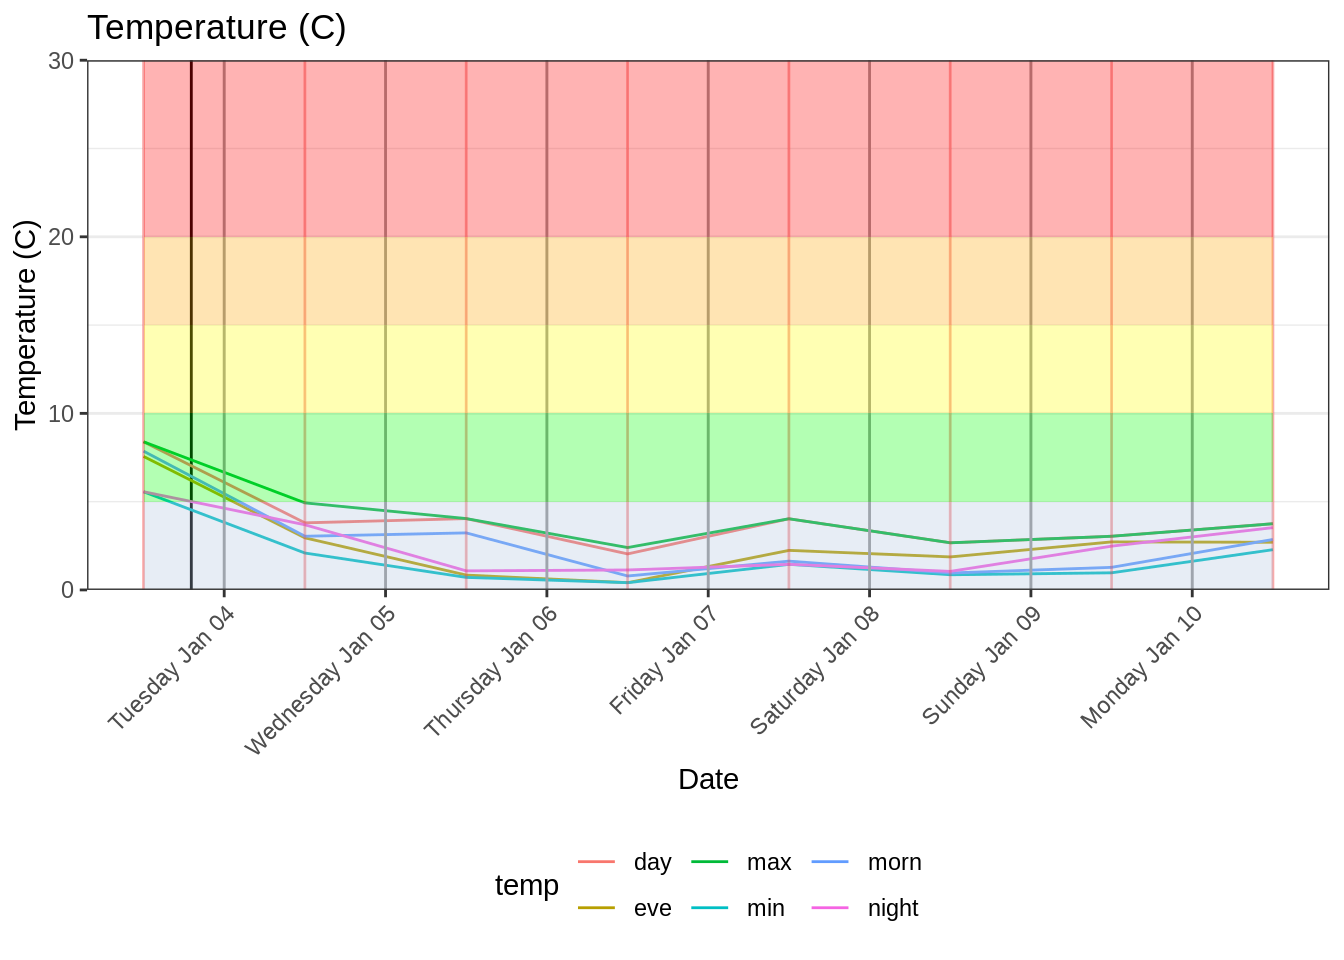 Temperature (C)
Temperature (C)
30
20
10
0
Tuesday Jan 04
Wednesday Jan 05
Thursday Jan 06
Friday Jan 07
Saturday Jan 08
Sunday Jan 09
Monday Jan 10
Date
temp
day
max
morn
eve
min
night